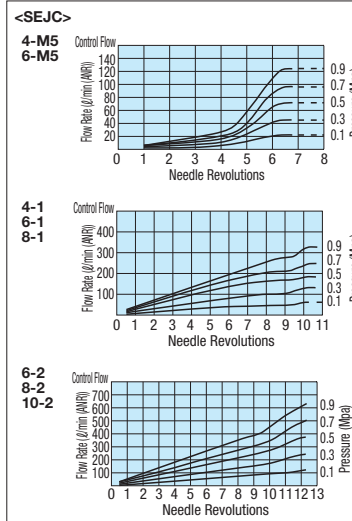 <SEJC>
4-M5
6-M5
Control Flow
Flow Rate (ℓ/min (ANR))
140
120
100
80
60
40
20
0 1 2 3 4 5 6 7 8
Needle Revolutions
0.9
0.7
0.5
0.3
0.1
4-1
6-1
8-1
Control Flow
Flow Rate (ℓ/min (ANR))
400
300
200
100
0 1 2 3 4 5 6 7 8 9 10 11
Needle Revolutions
0.9
0.7
0.5
0.3
0.1
6-2
8-2
10-2
Control Flow
Flow Rate (ℓ/min (ANR))
700
600
500
400
300
200
100
0 1 2 3 4 5 6 7 8 9 10 11 12 13
Needle Revolutions
0.9
0.7
0.5
0.3
0.1
Pressure (Mpa)